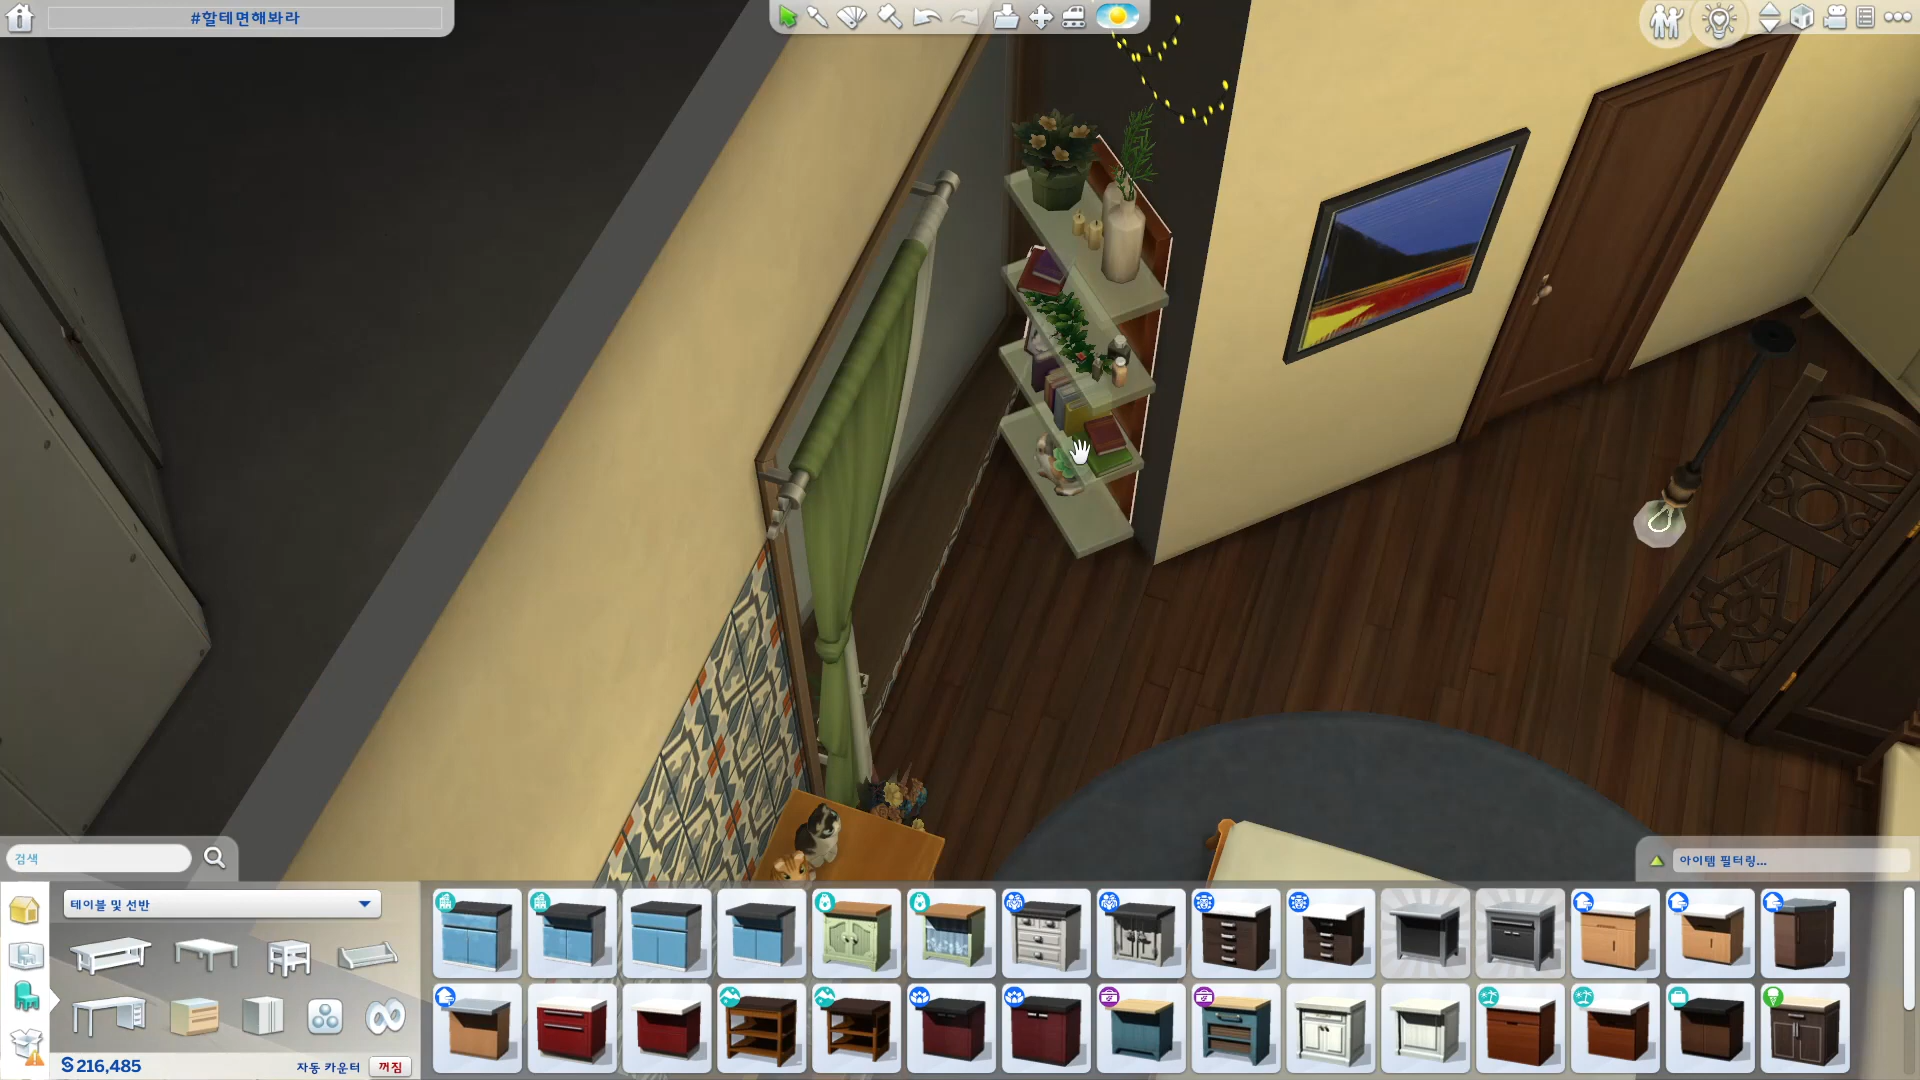 #할테면해봐라
검색
아이템 필터링...
테이블 및 선반
§216,485
자동 카운터
꺼짐